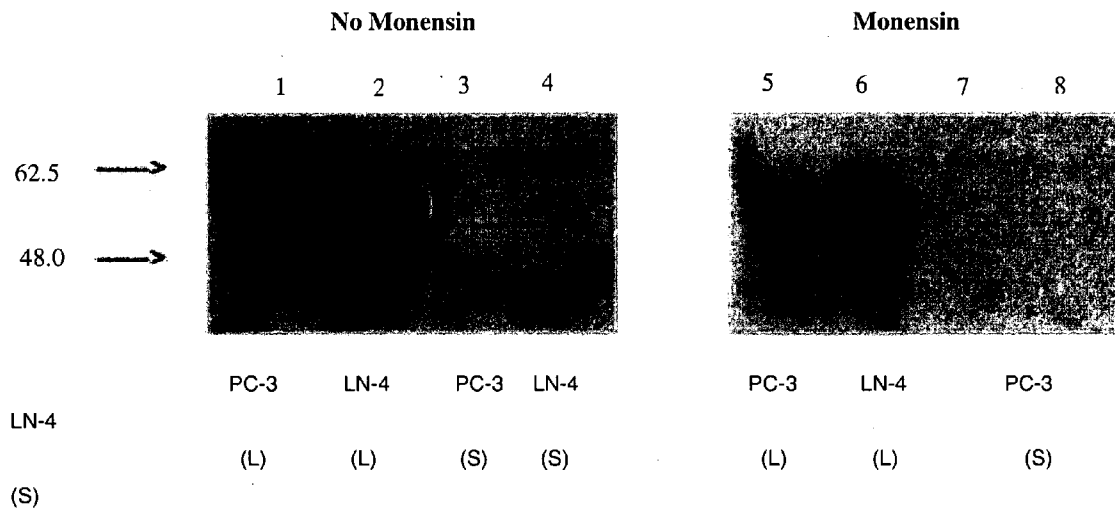 No Monensin Monensin
1 2 3 4 5 6 7 8
62.5
48.0
PC-3 LN-4 PC-3 LN-4 PC-3 LN-4 PC-3
LN-4
(L) (L) (S) (S) (L) (L) (S)
(S)